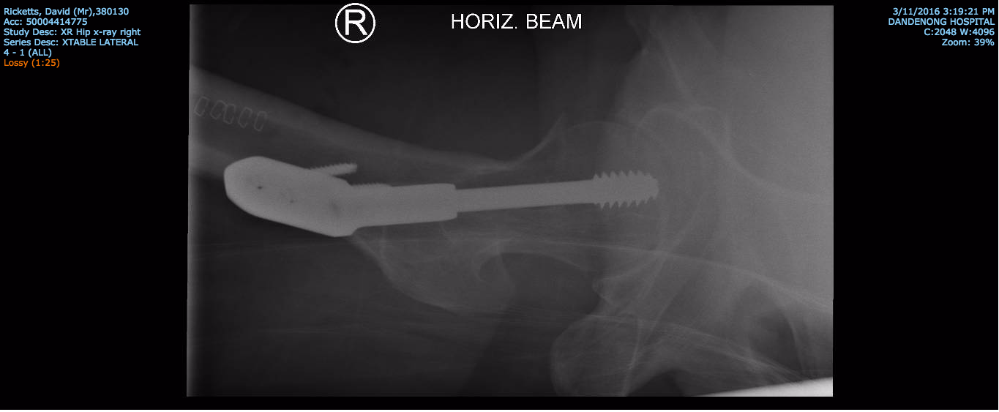 Ricketts, David (Mr),380130
Acc: 50004414775
Study Desc: XR Hip x-ray right
Series Desc: XTABLE LATERAL
4 - 1 (ALL)
Lossy (1:25)
R
HORIZ. BEAM
3/11/2016 3:19:21 PM
DANDENONG HOSPITAL
C:2048 W:4096
Zoom: 39%